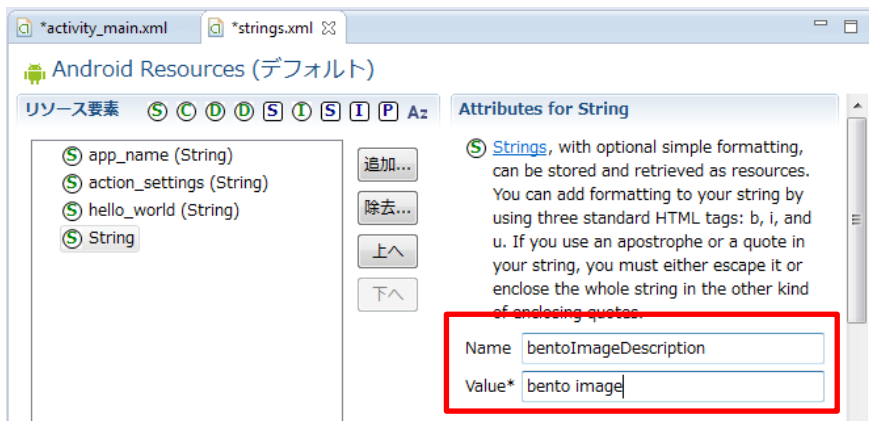 *activity_main.xml
*strings.xml
Android Resources (デフォルト)
リソース要素
S C D D S I S I P Az
S app_name (String)
S action_settings (String)
S hello_world (String)
S String
追加...
除去...
上へ
下へ
Attributes for String
S Strings, with optional simple formatting,
can be stored and retrieved as resources.
You can add formatting to your string by
using three standard HTML tags: b, i, and
u. If you use an apostrophe or a quote in
your string, you must either escape it or
enclose the whole string in the other kind
of enclosing quotes.
Name bentoImageDescription
Value* bento image